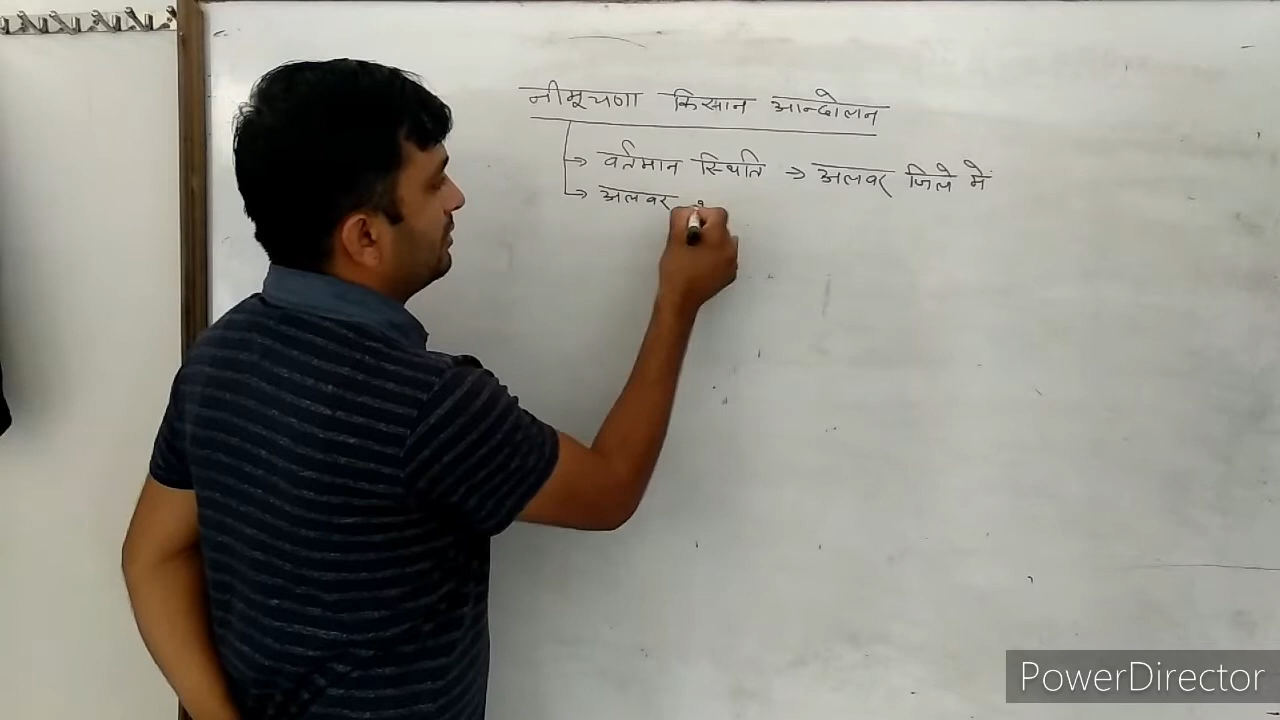 नीमूचणा किसान आन्दोलन
→ वर्तमान स्थिति → अलवर जिले में
→ अलवर
PowerDirector